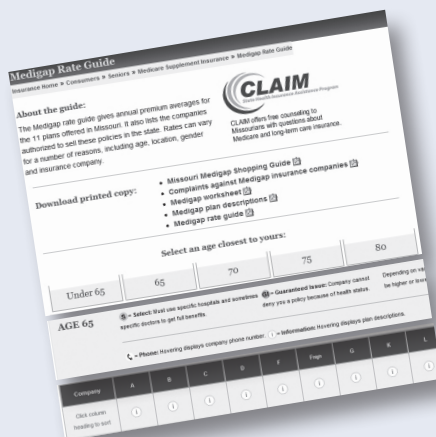 Medigap Rate Guide
Insurance Home » Consumers » Seniors » Medicare Supplement Insurance » Medigap Rate Guide
About the guide:
The Medigap rate guide gives annual premium averages for
the 11 plans offered in Missouri. It also lists the companies
authorized to sell these policies in the state. Rates can vary
for a number of reasons, including age, location, gender
and insurance company.
CLAIM
State Health Insurance Assistance Program
CLAIM offers free counseling to
Missourians with questions about
Medicare and long-term care insurance.
Download printed copy:
• Missouri Medigap Shopping Guide
• Complaints against Medigap insurance companies
• Medigap worksheet
• Medigap plan descriptions
• Medigap rate guide
Select an age closest to yours:
Under 65 65 70 75 80
AGE 65
S = Select: Must use specific hospitals and sometimes
specific doctors to get full benefits.
GI = Guaranteed Issue: Company cannot
deny you a policy because of health status.
Depending on
be higher or
= Phone: Hovering displays company phone number.
i = Information: Hovering displays plan descriptions.
Company A B C D F G K L
Click column
heading to sort
i i i i i i i i i